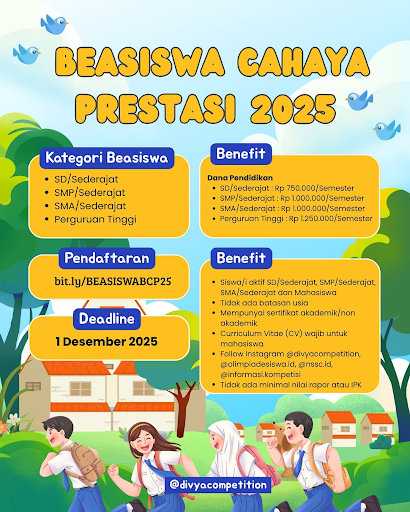 BEASISWA CAHAYA
PRESTASI 2025
Kategori Beasiswa
• SD/Sederajat
• SMP/Sederajat
• SMA/Sederajat
• Perguruan Tinggi
Benefit
Dana Pendidikan
• SD/Sederajat : Rp 750.000/Semester
• SMP/Sederajat : Rp 1.000.000/Semester
• SMA/Sederajat : Rp 1.000.000/Semester
• Perguruan Tinggi : Rp 1.250.000/Semester
Pendaftaran
bit.ly/BEASISWABCP25
Deadline
1 Desember 2025
Benefit
• Siswa/i aktif SD/Sederajat, SMP/Sederajat,
SMA/Sederajat dan Mahasiswa
• Tidak ada batasan usia
• Mempunyai sertifikat akademik/non
akademik
• Curriculum Vitae (CV) wajib untuk
mahasiswa
• Follow Instagram @divyacompetition,
@olimpiadesiswa.id, @nssc.id,
@informasi.kompetisi
• Tidak ada minimal nilai rapor atau IPK
@divyacompetition